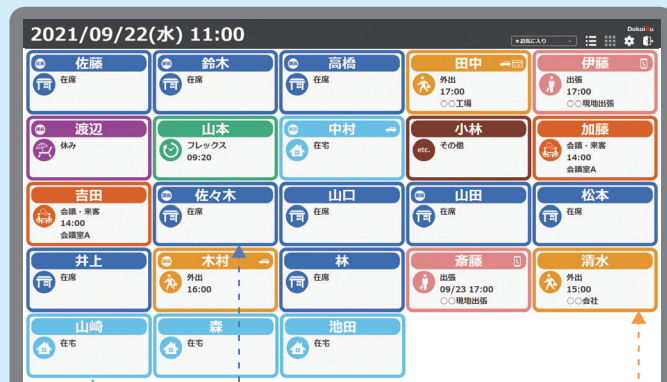 2021/09/22(水) 11:00
★お気に入り
DokoiRu
佐藤
在席
鈴木
在席
高橋
在席
田中
外出
17:00
○○工場
伊藤
出張
17:00
○○現地出張
渡辺
休み
山本
フレックス
09:20
中村
在宅
小林
etc.
その他
加藤
会議・来客
14:00
会議室A
吉田
会議・来客
14:00
会議室A
佐々木
在席
山口
在席
山田
在席
松本
在席
井上
在席
木村
外出
16:00
林
在席
斎藤
出張
09/23 17:00
○○現地出張
清水
外出
15:00
○○会社
山崎
在宅
森
在宅
池田
在宅